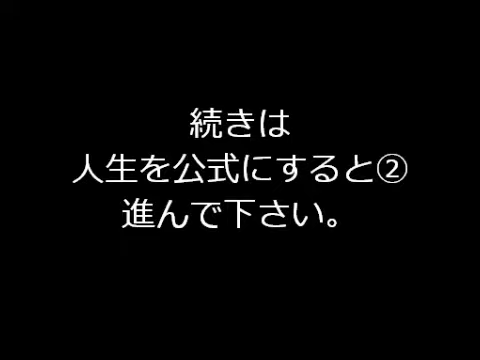 続きは
人生を公式にすると②
進んで下さい。